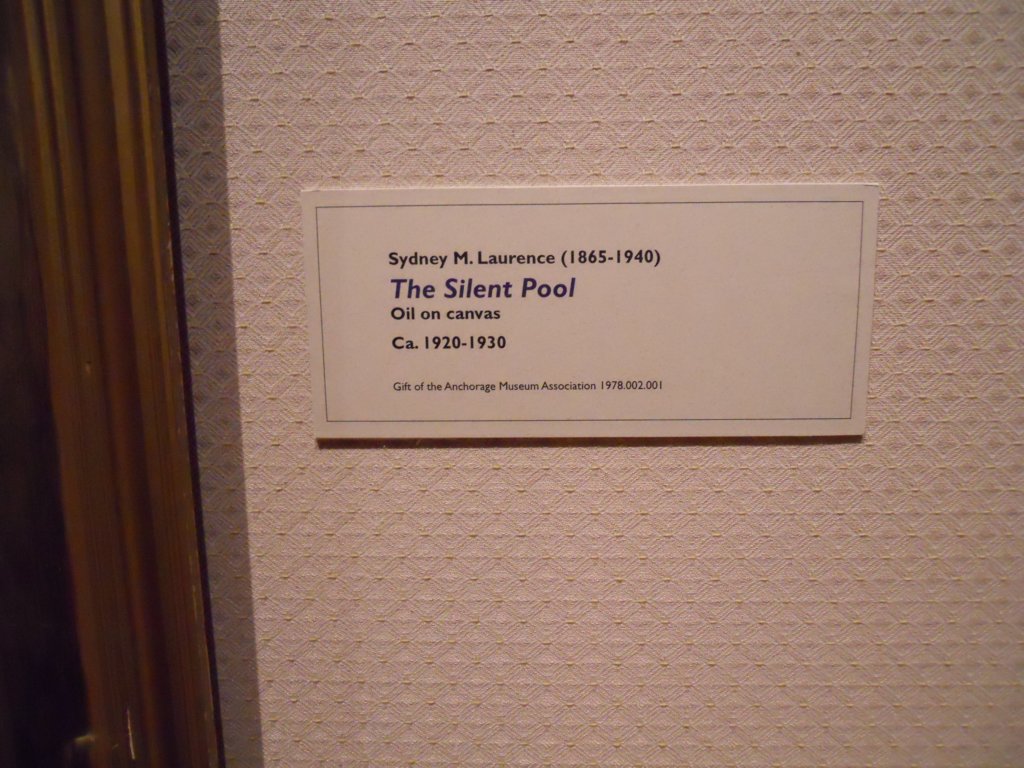 Sydney M. Laurence (1865-1940)
The Silent Pool
Oil on canvas
Ca. 1920-1930
Gift of the Anchorage Museum Association 1978.002.001